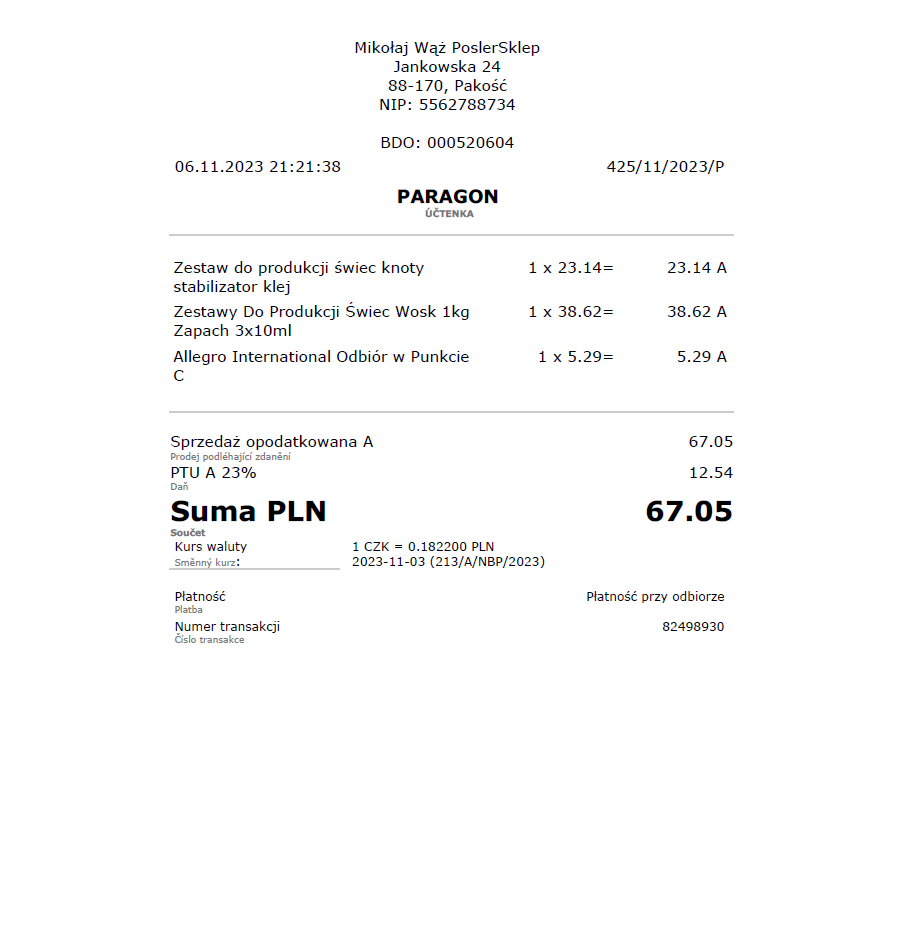 Mikołaj Wąż PoslerSklep
Jankowska 24
88-170, Pakość
NIP: 5562788734
BDO: 000520604
06.11.2023 21:21:38 425/11/2023/P
PARAGON
ÚČTENKA
Zestaw do produkcji świec knoty 1 x 23.14= 23.14 A
stabilizator klej
Zestawy Do Produkcji Świec Wosk 1kg 1 x 38.62= 38.62 A
Zapach 3x10ml
Allegro International Odbiór w Punkcie 1 x 5.29= 5.29 A
C
Sprzedaż opodatkowana A 67.05
Prodej podléhající zdanění
PTU A 23% 12.54
Daň
Suma PLN 67.05
Součet
Kurs waluty 1 CZK = 0.182200 PLN
Směnný kurz: 2023-11-03 (213/A/NBP/2023)
Płatność Płatność przy odbiorze
Platba
Numer transakcji 82498930
Číslo transakce